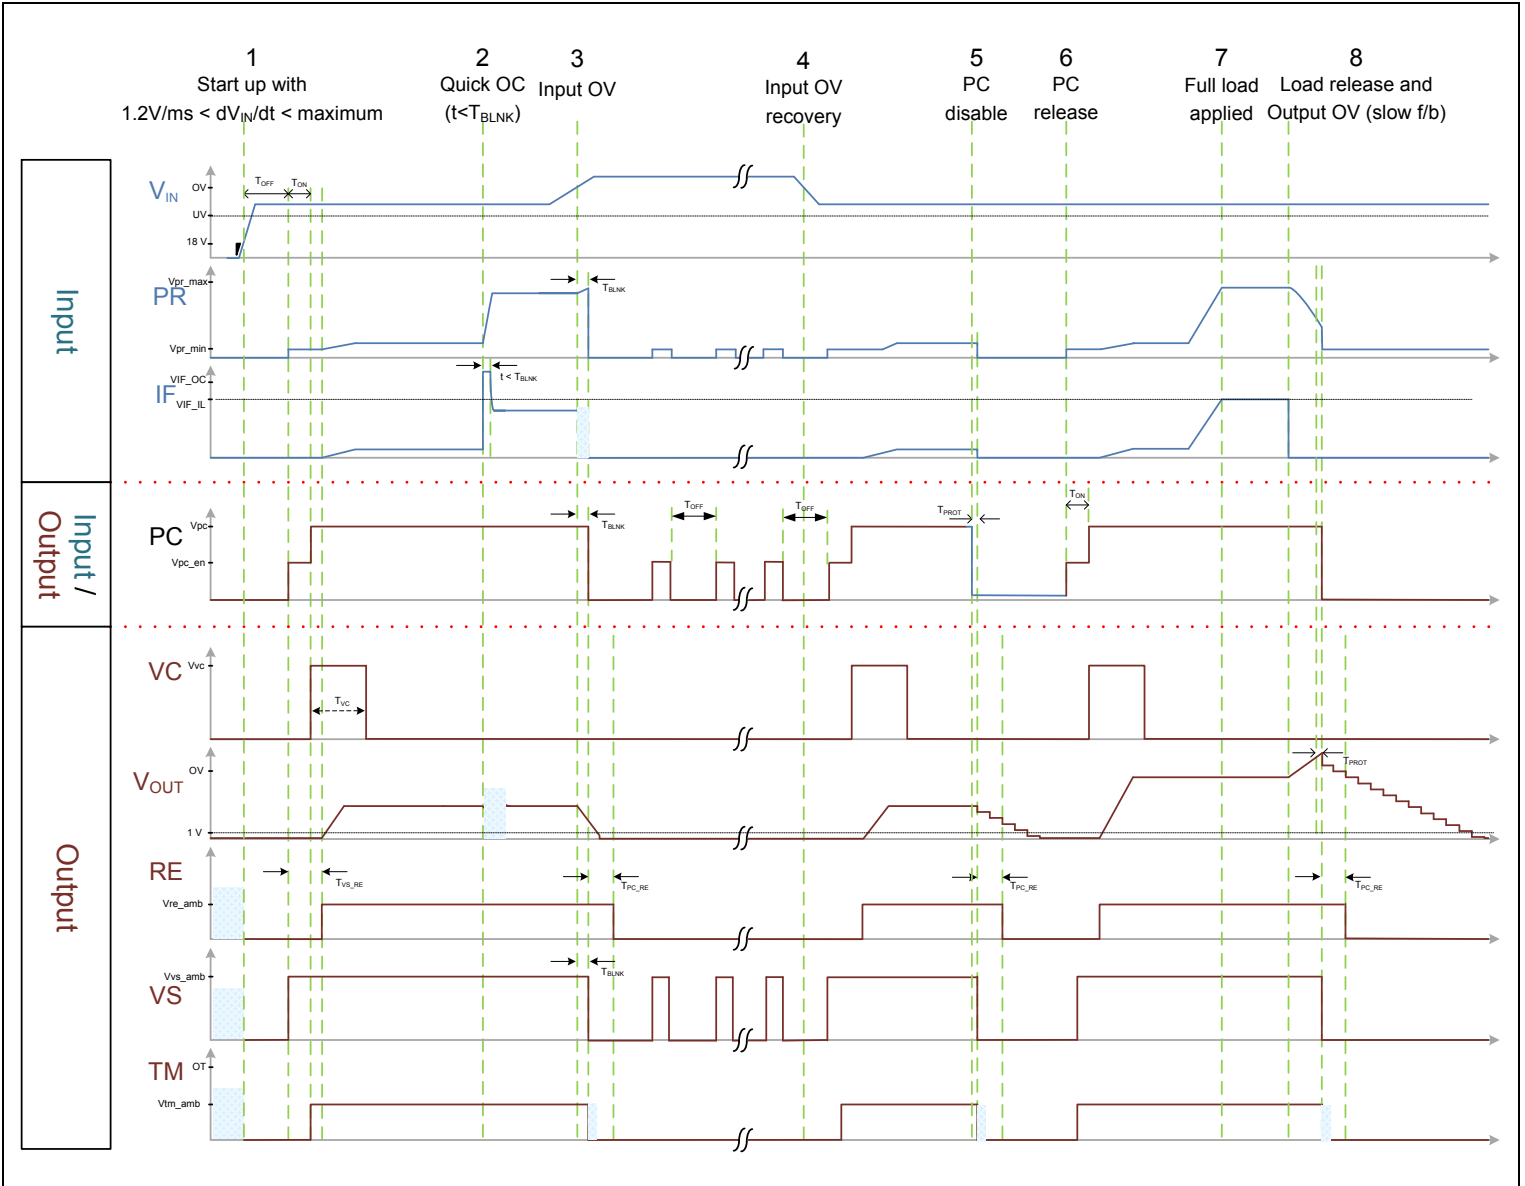 1
Start up with
1.2V/ms < dVIN/dt < maximum
2
Quick OC
(t<TBLNK)
3
Input OV
4
Input OV
recovery
5
PC
disable
6
PC
release
7
Full load
applied
8
Load release and
Output OV (slow f/b)
Input
VIN
OV
UV
18 V
TOFF
TON
PR
Vpr_max
Vpr_min
TBLNK
IF
VIF_OC
VIF_IL
t < TBLNK
Input /
Output
PC
Vpc
Vpc_en
TBLNK
TOFF
TOFF
TPROT
TON
Output
VC
Vvc
TVC
VOUT
OV
1 V
TPROT
RE
Vre_amb
TVS_RE
TPC_RE
TPC_RE
TPC_RE
VS
Vvs_amb
TBLNK
TM
OT
Vtm_amb